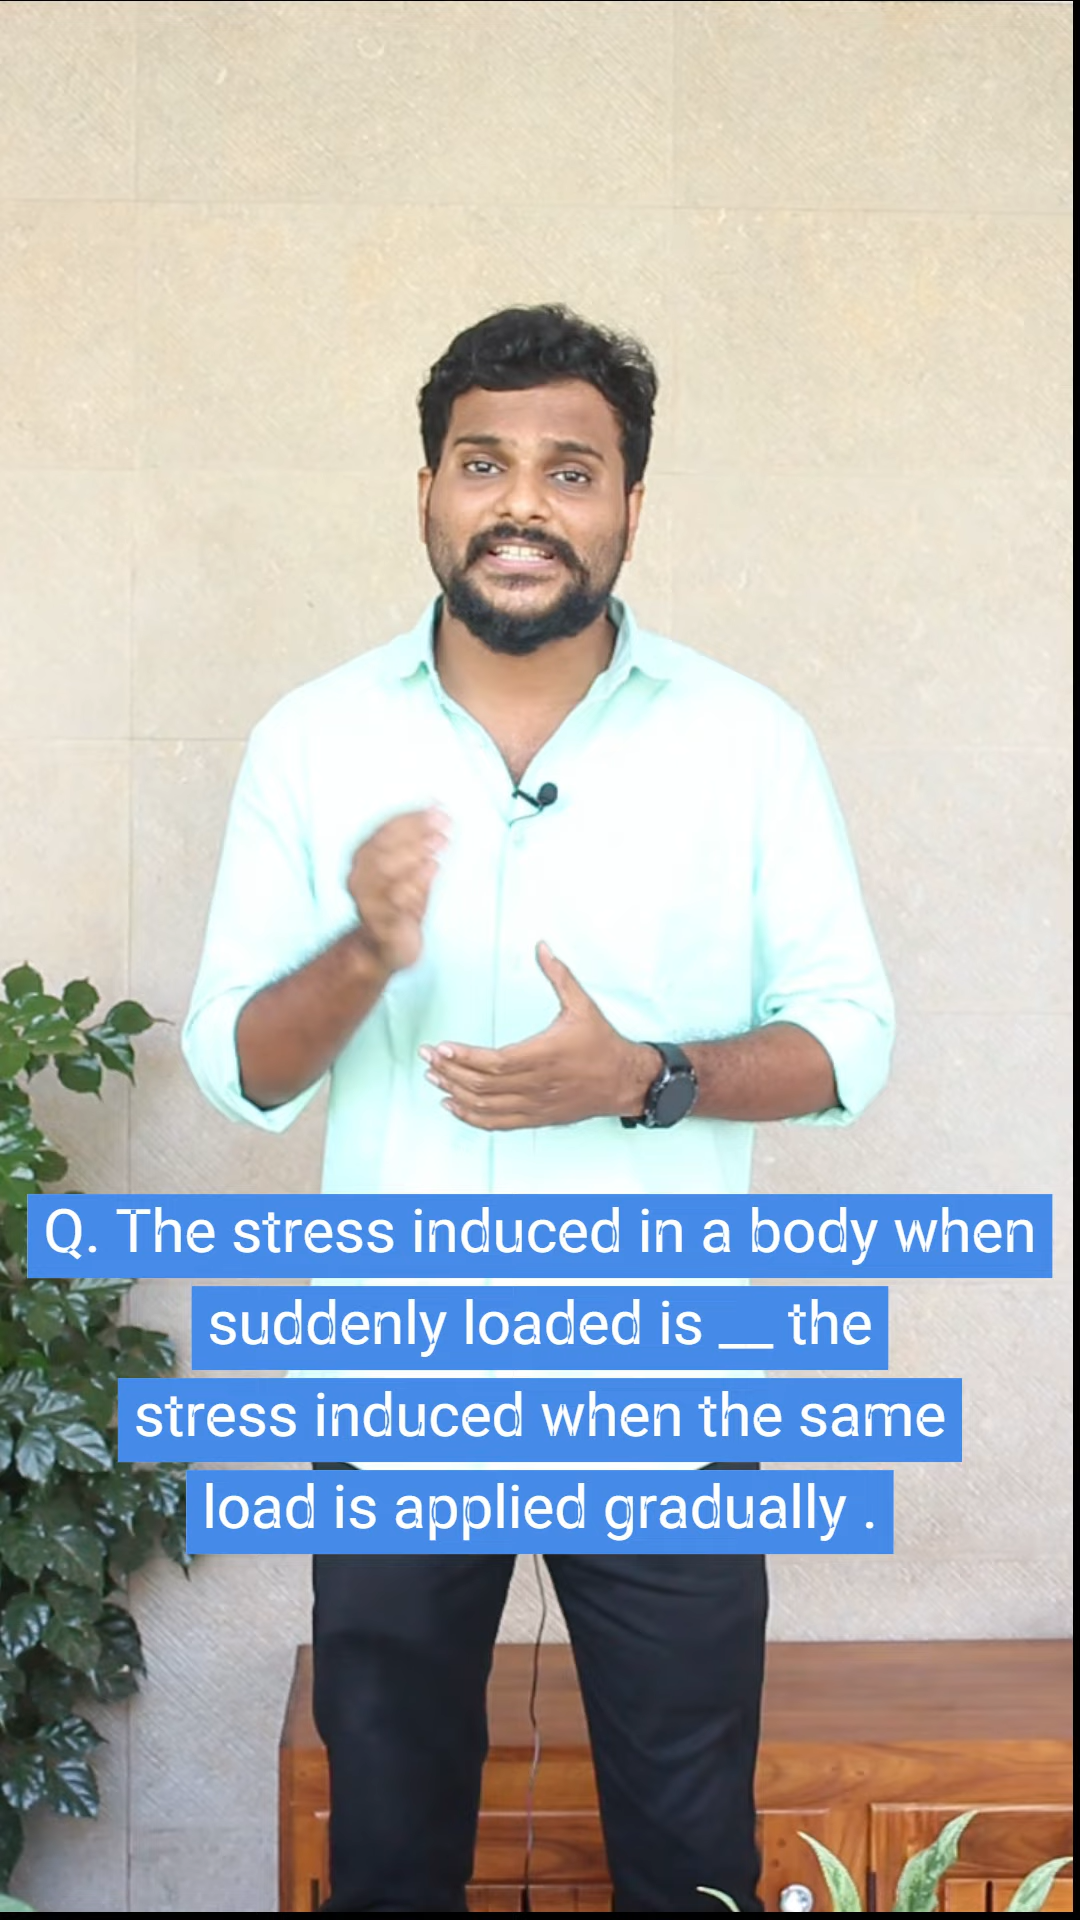 Q. The stress induced in a body when
suddenly loaded is __ the
stress induced when the same
load is applied gradually .